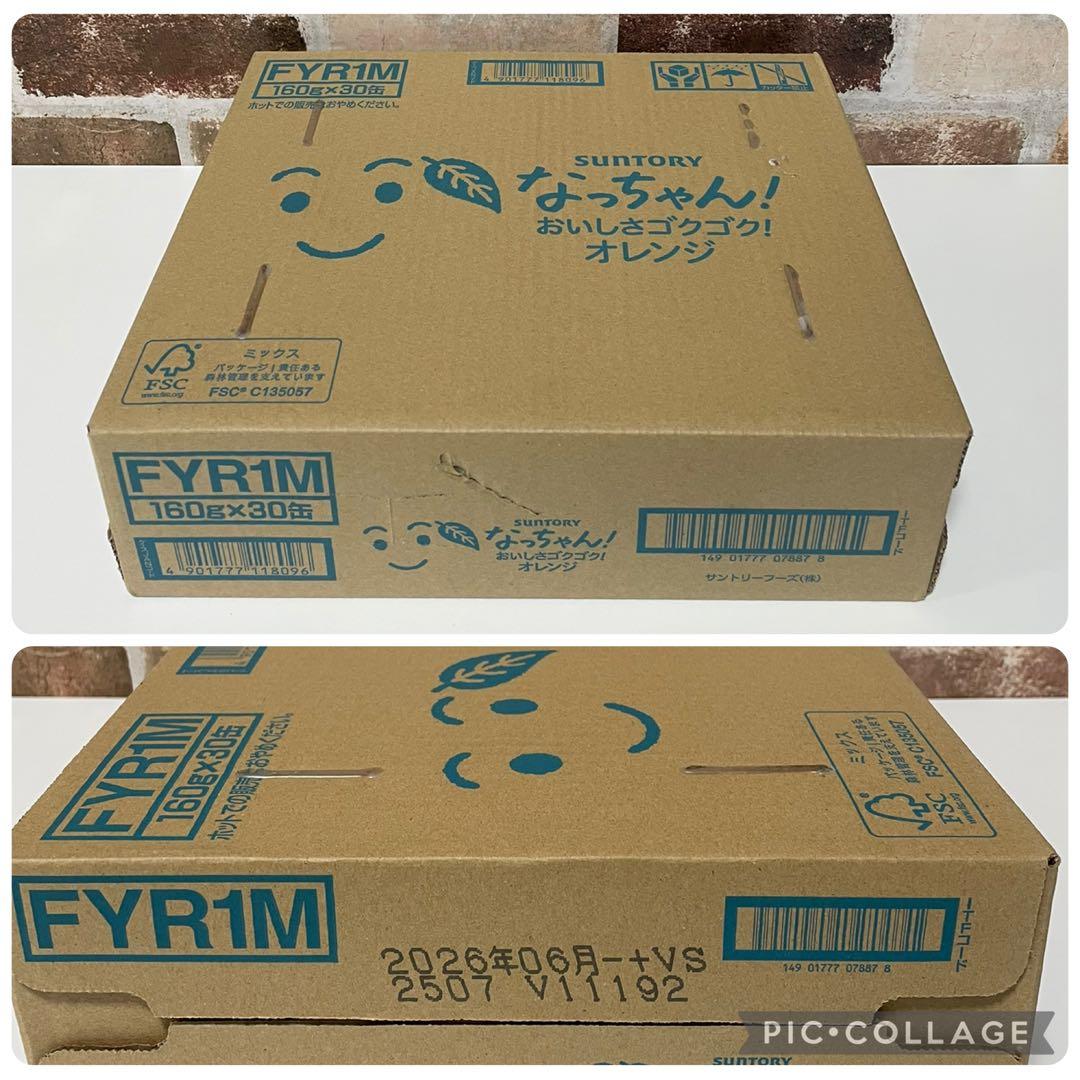 FYR1M
160g×30缶
ホットでの販売はおやめください。
4 901777 118096
カッター禁止
SUNTORY
なっちゃん!
おいしさゴクゴク!
オレンジ
FSC
www.fsc.org
ミックス
パッケージ|責任ある
森林管理を支えています
FSC® C135057
FYR1M
160g×30缶
4 901777 118096
SUNTORY
なっちゃん!
おいしさゴクゴク!
オレンジ
149 01777 07887 8
ITFコード
サントリーフーズ(株)
FYR1M
160g×30缶
ホットでの販売はおやめください。
ミックス
パッケージ|責任ある
森林管理を支えています
FSC® C135057
FSC
www.fsc.org
FYR1M
2026年06月-+VS
2507 V11192
149 01777 07887 8
ITFコード
SUNTORY
PIC•COLLAGE